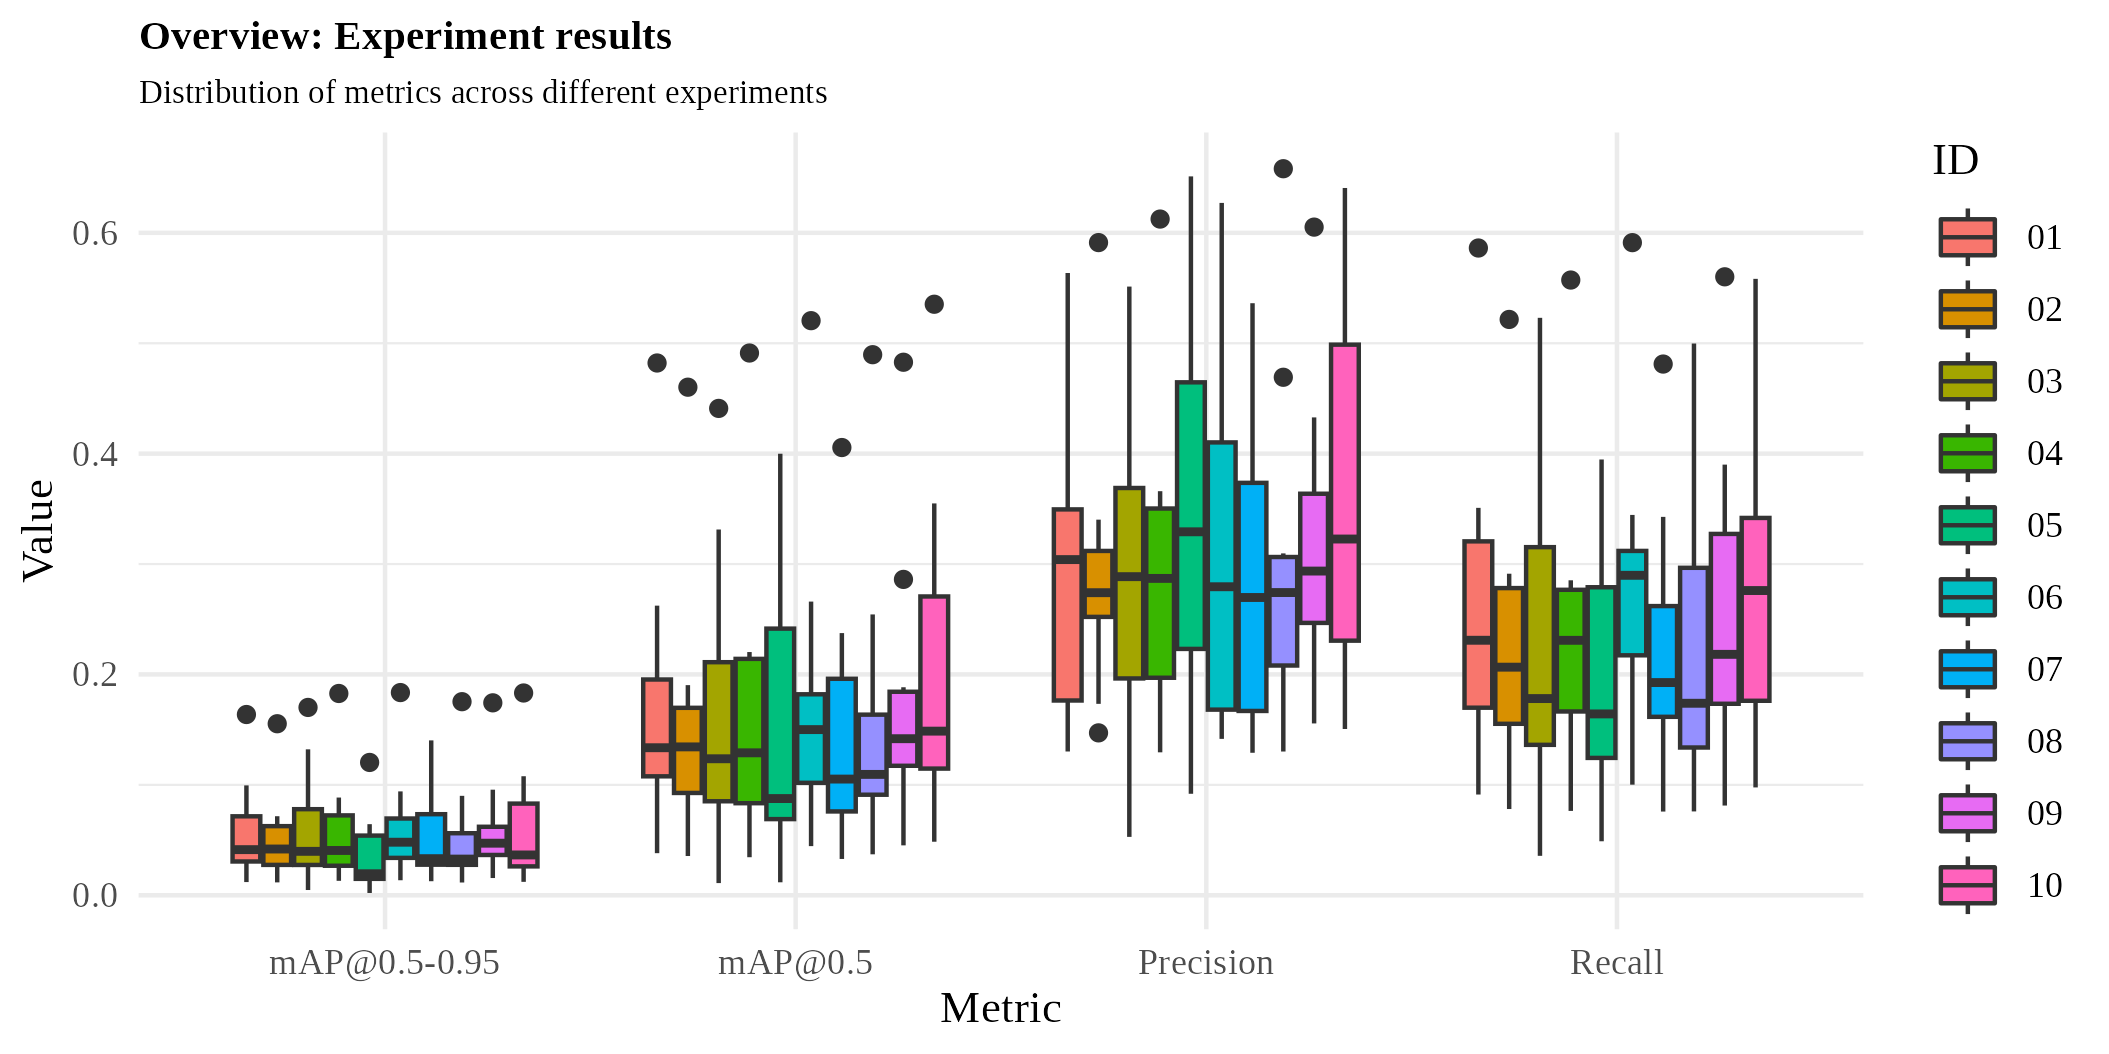 Overview: Experiment results
Distribution of metrics across different experiments
Value
0.6
0.4
0.2
0.0
mAP@0.5-0.95 mAP@0.5 Precision Recall
Metric
ID
01
02
03
04
05
06
07
08
09
10